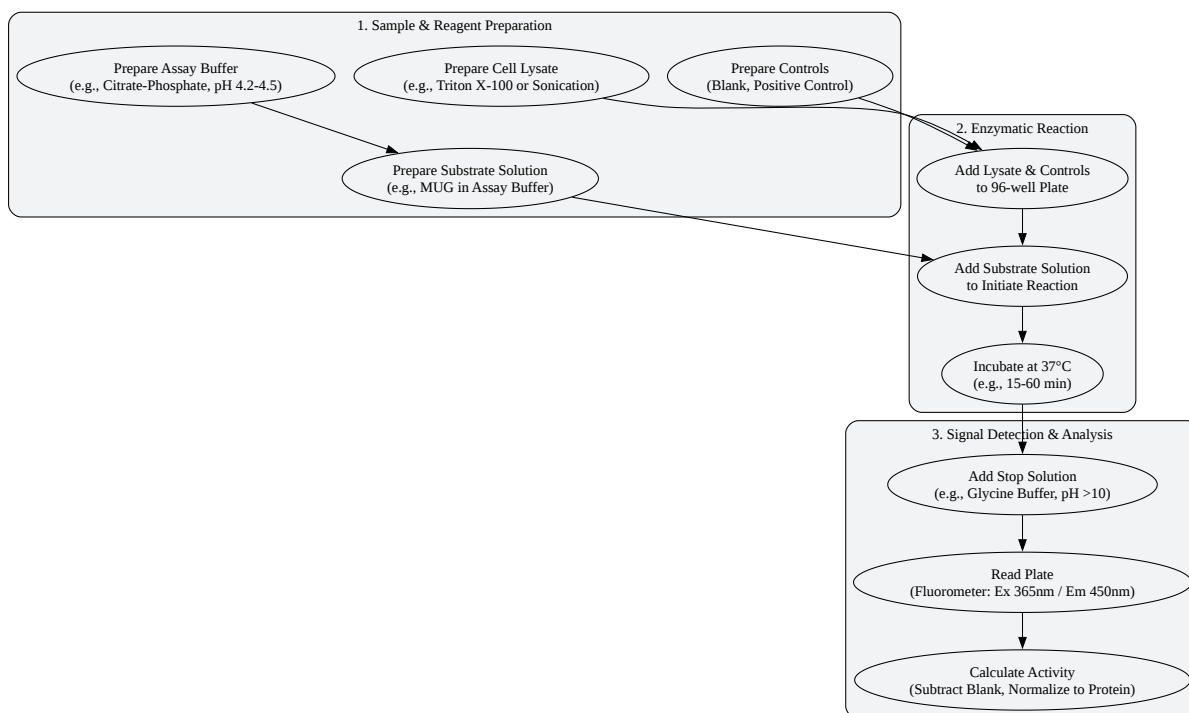 1. Sample & Reagent Preparation
Prepare Assay Buffer
(e.g., Citrate-Phosphate, pH 4.2-4.5)
Prepare Cell Lysate
(e.g., Triton X-100 or Sonication)
Prepare Controls
(Blank, Positive Control)
Prepare Substrate Solution
(e.g., MUG in Assay Buffer)
2. Enzymatic Reaction
Add Lysate & Controls
to 96-well Plate
Add Substrate Solution
to Initiate Reaction
Incubate at 37°C
(e.g., 15-60 min)
3. Signal Detection & Analysis
Add Stop Solution
(e.g., Glycine Buffer, pH >10)
Read Plate
(Fluorometer: Ex 365nm / Em 450nm)
Calculate Activity
(Subtract Blank, Normalize to Protein)